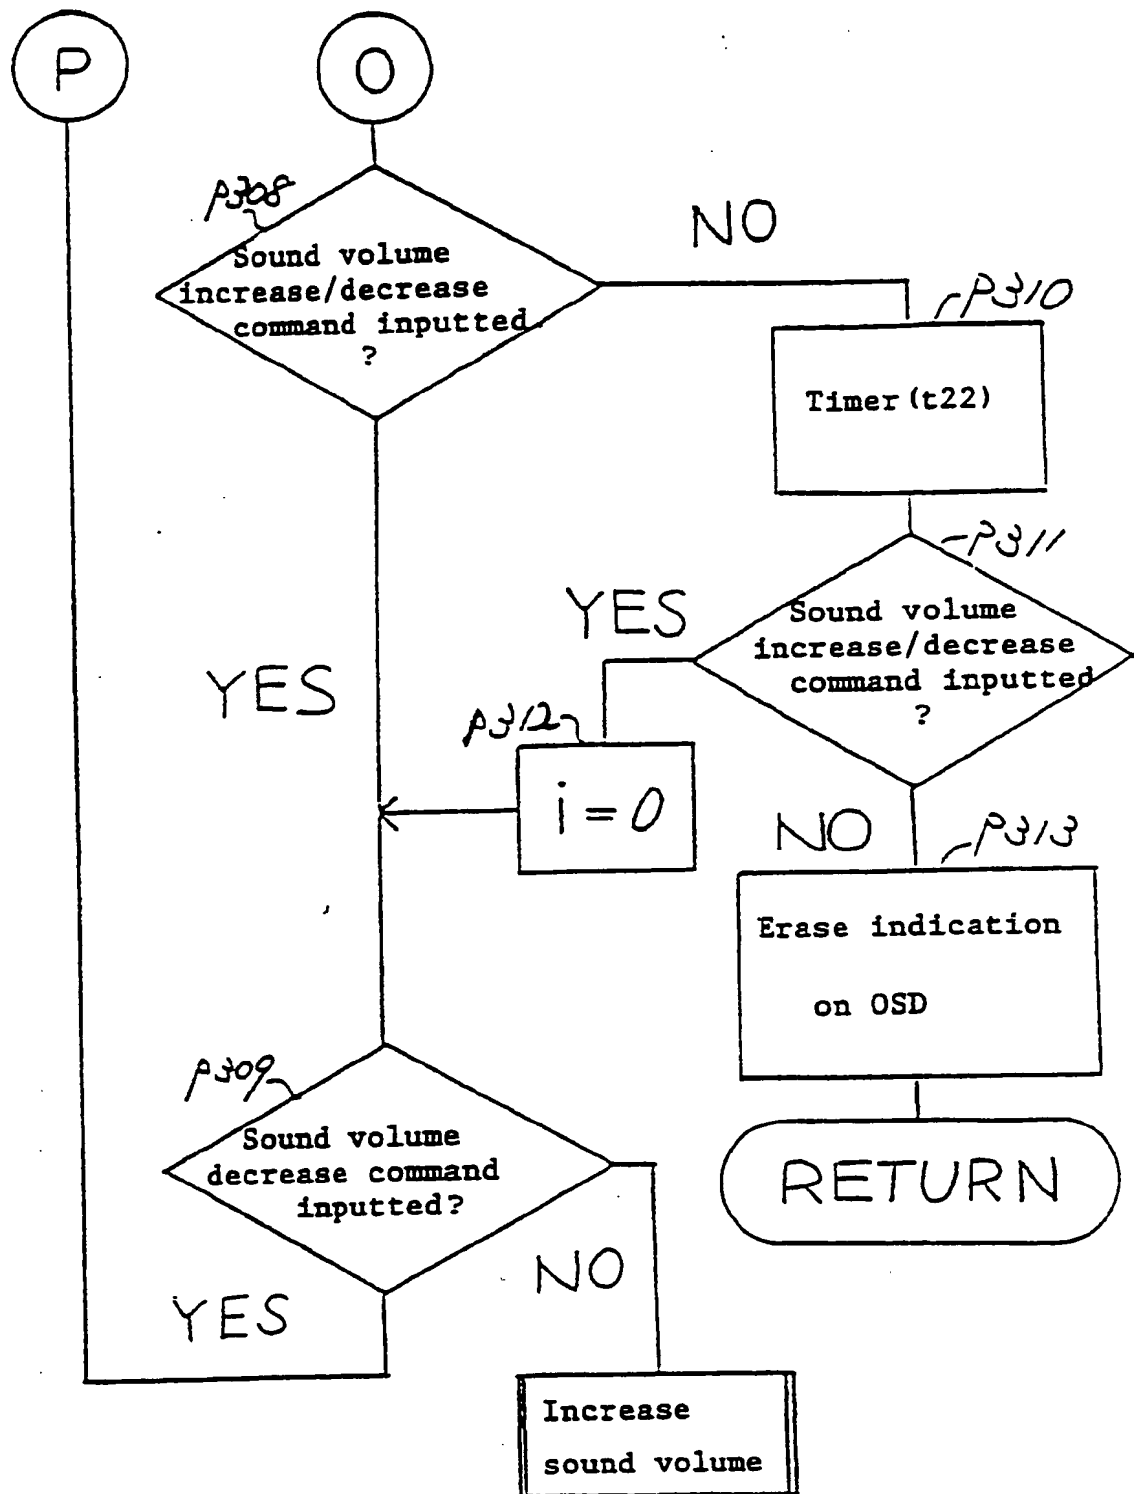 P
O
p308
Sound volume
increase/decrease
command inputted
?
NO
p310
Timer(t22)
p311
Sound volume
increase/decrease
command inputted
?
YES
YES
p312
i=0
NO
p313
Erase indication
on OSD
RETURN
p309
Sound volume
decrease command
inputted?
NO
YES
Increase
sound volume